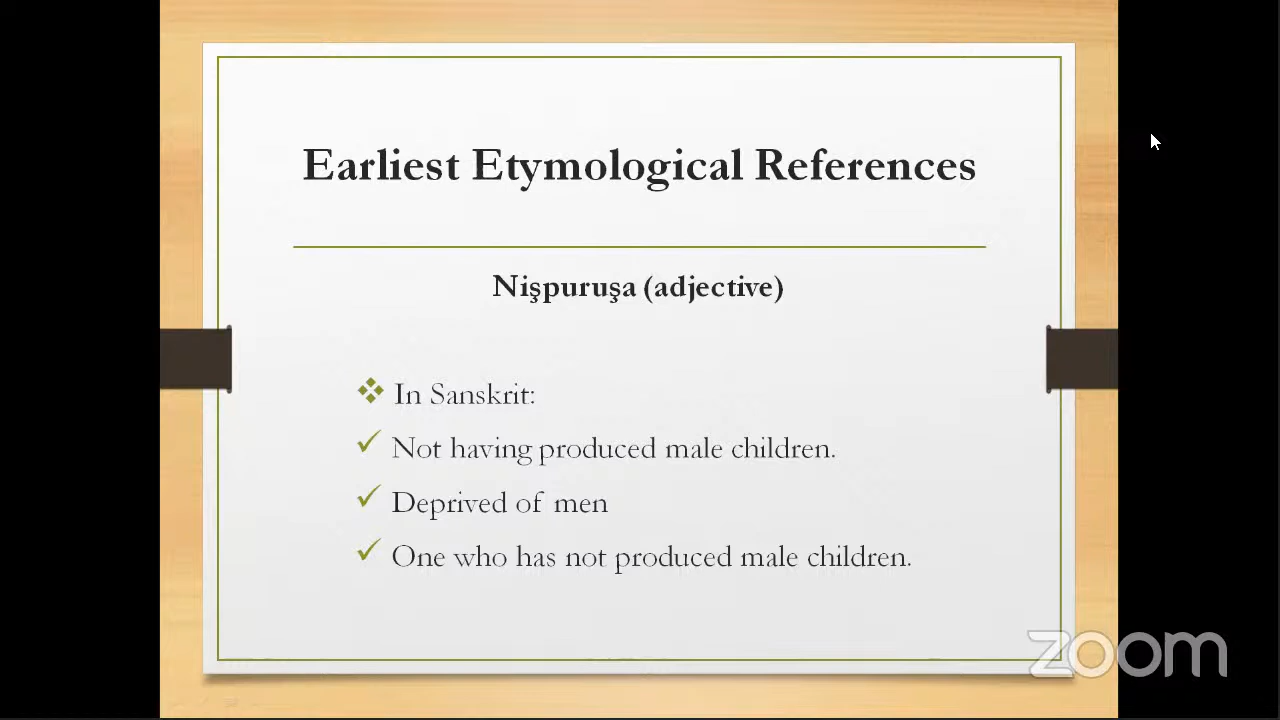 Earliest Etymological References
Nişpuruşa (adjective)
In Sanskrit:
Not having produced male children.
Deprived of men
One who has not produced male children.
zoom